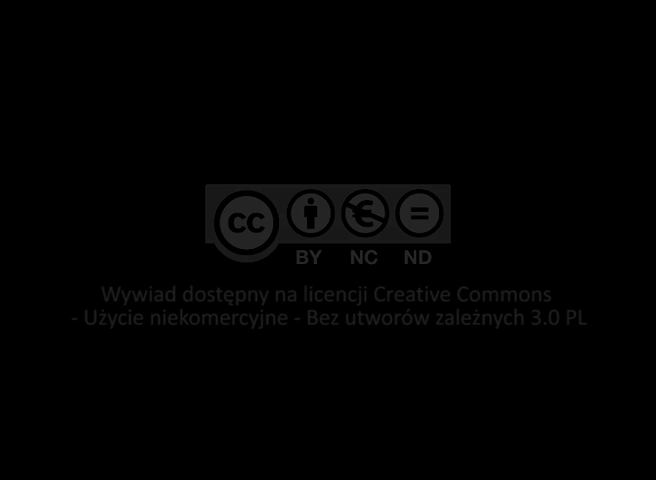 cc
BY NC ND
Wywiad dostępny na licencji Creative Commons
- Użycie niekomercyjne - Bez utworów zależnych 3.0 PL